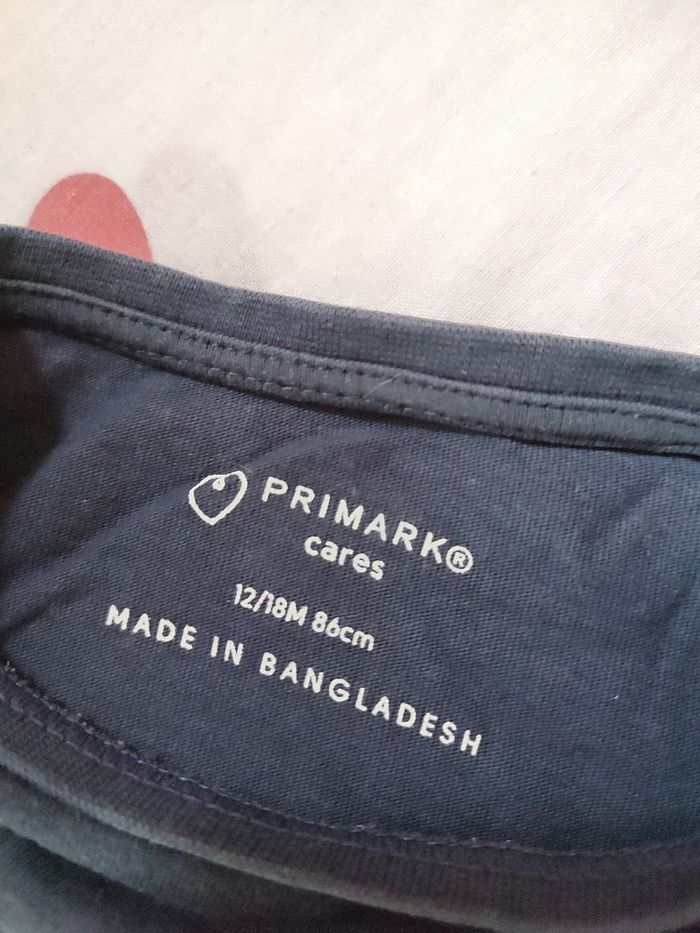 PRIMARK®
cares
12/18M 86cm
MADE IN BANGLADESH